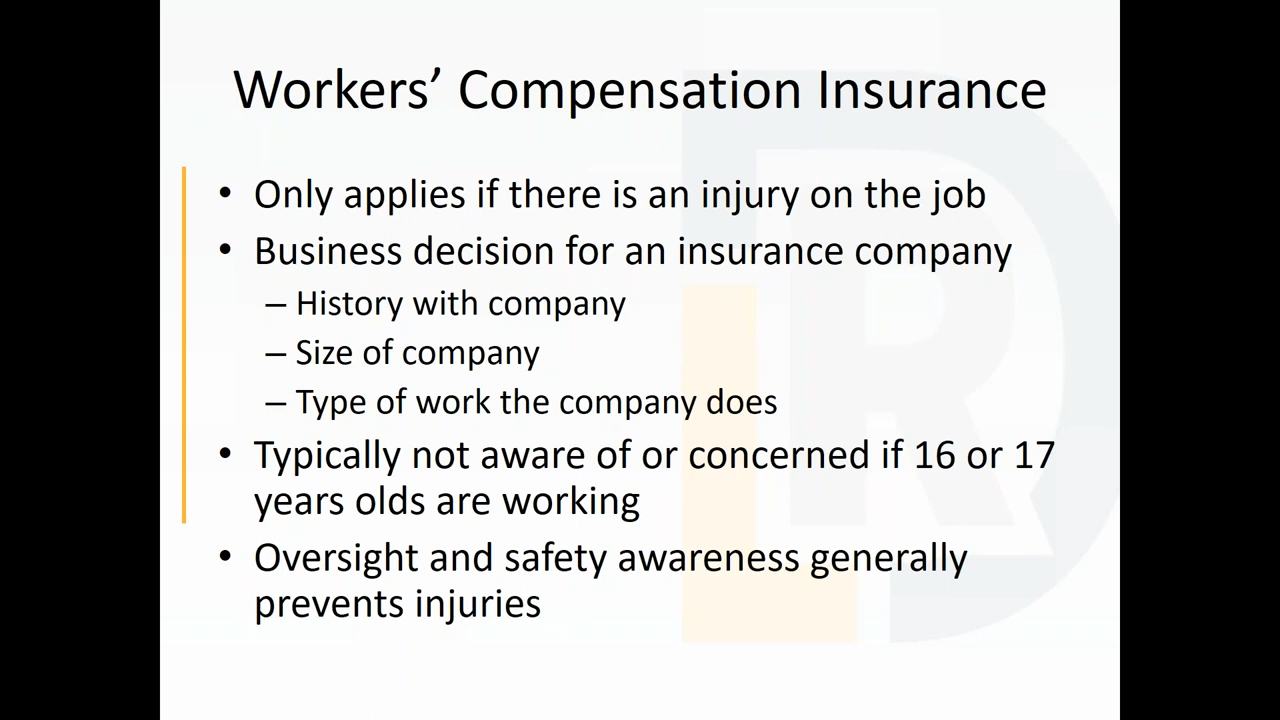 Workers’ Compensation Insurance
• Only applies if there is an injury on the job
• Business decision for an insurance company
– History with company
– Size of company
– Type of work the company does
• Typically not aware of or concerned if 16 or 17
years olds are working
• Oversight and safety awareness generally
prevents injuries